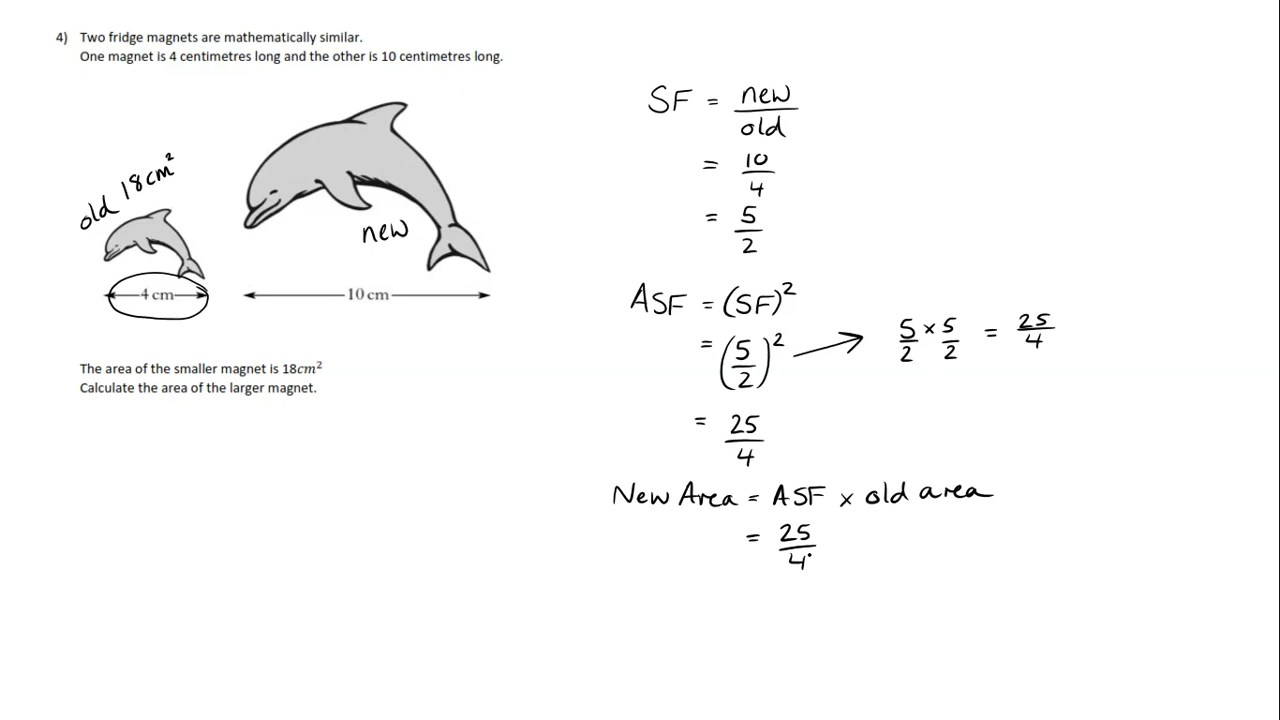 4) Two fridge magnets are mathematically similar.
One magnet is 4 centimetres long and the other is 10 centimetres long.
old 18cm²
new
4 cm
10 cm
The area of the smaller magnet is 18cm²
Calculate the area of the larger magnet.
SF = new/old
= 10/4
= 5/2
ASF = (SF)²
= (5/2)² → 5/2 × 5/2 = 25/4
= 25/4
New Area = ASF × old area
= 25/4